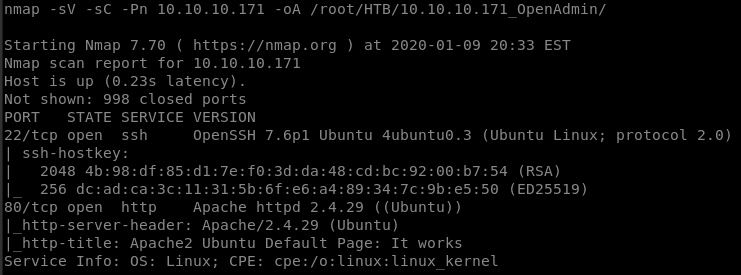 nmap -sV -sC -Pn 10.10.10.171 -oA /root/HTB/10.10.10.171_OpenAdmin/
Starting Nmap 7.70 ( https://nmap.org ) at 2020-01-09 20:33 EST
Nmap scan report for 10.10.10.171
Host is up (0.23s latency).
Not shown: 998 closed ports
PORT   STATE SERVICE VERSION
22/tcp open  ssh     OpenSSH 7.6p1 Ubuntu 4ubuntu0.3 (Ubuntu Linux; protocol 2.0)
| ssh-hostkey:
|   2048 4b:98:df:85:d1:7e:f0:3d:da:48:cd:bc:92:00:b7:54 (RSA)
|_  256 dc:ad:ca:3c:11:31:5b:6f:e6:a4:89:34:7c:9b:e5:50 (ED25519)
80/tcp open  http    Apache httpd 2.4.29 ((Ubuntu))
|_http-server-header: Apache/2.4.29 (Ubuntu)
|_http-title: Apache2 Ubuntu Default Page: It works
Service Info: OS: Linux; CPE: cpe:/o:linux:linux_kernel